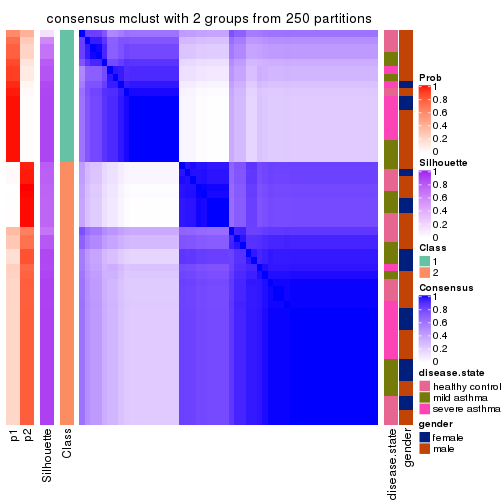 consensus mclust with 2 groups from 250 partitions
Prob
1
0.8
0.6
0.4
0.2
0
Silhouette
1
0.8
0.6
0.4
0.2
0
Class
1
2
Consensus
1
0.8
0.6
0.4
0.2
0
disease.state
healthy control
mild asthma
severe asthma
gender
female
male
p1
p2
Silhouette
Class
disease.state
gender